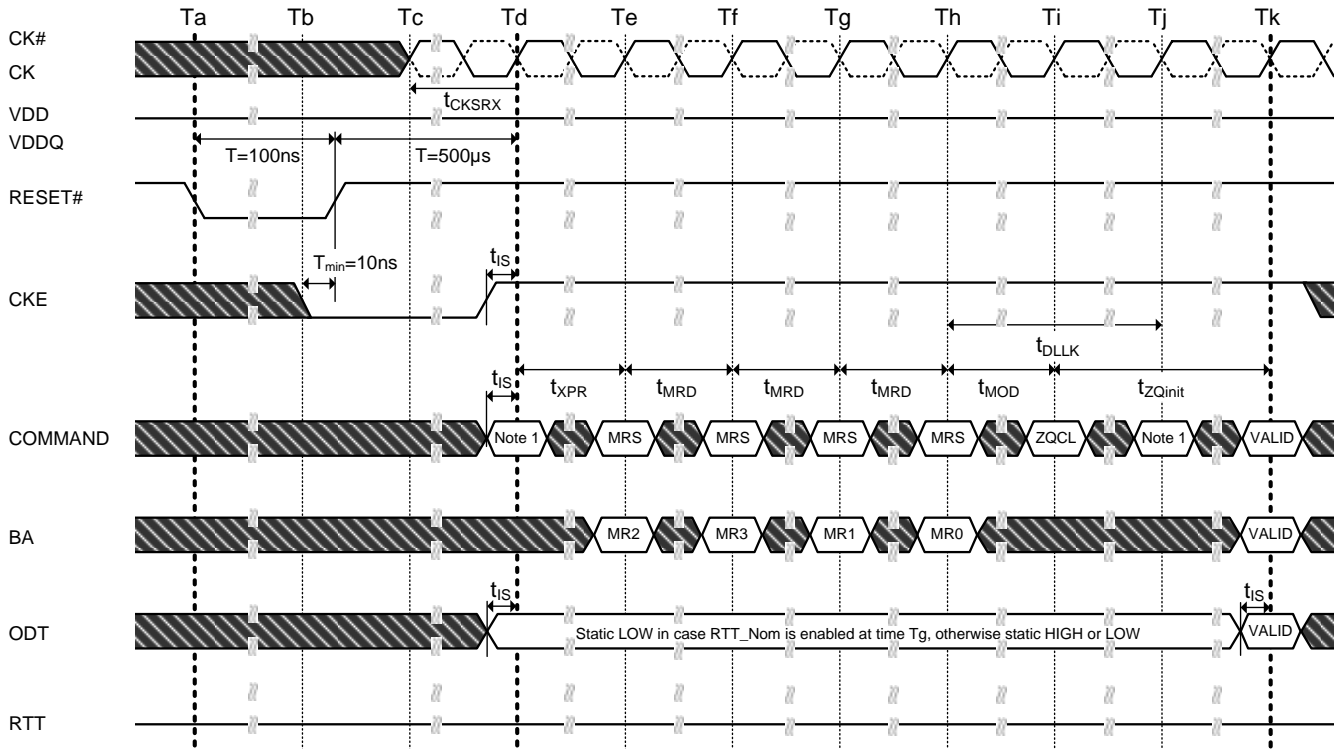 Ta Tb Tc Td Te Tf Tg Th Ti Tj Tk
CK#
CK
tCKSRX
VDD
VDDQ
T=100ns T=500µs
RESET#
Tmin=10ns tIS
CKE
tDLLK
tIS tXPR tMRD tMRD tMRD tMOD tZQinit
COMMAND Note 1 MRS MRS MRS MRS ZQCL Note 1 VALID
BA MR2 MR3 MR1 MR0 VALID
tIS tIS
ODT Static LOW in case RTT_Nom is enabled at time Tg, otherwise static HIGH or LOW VALID
RTT